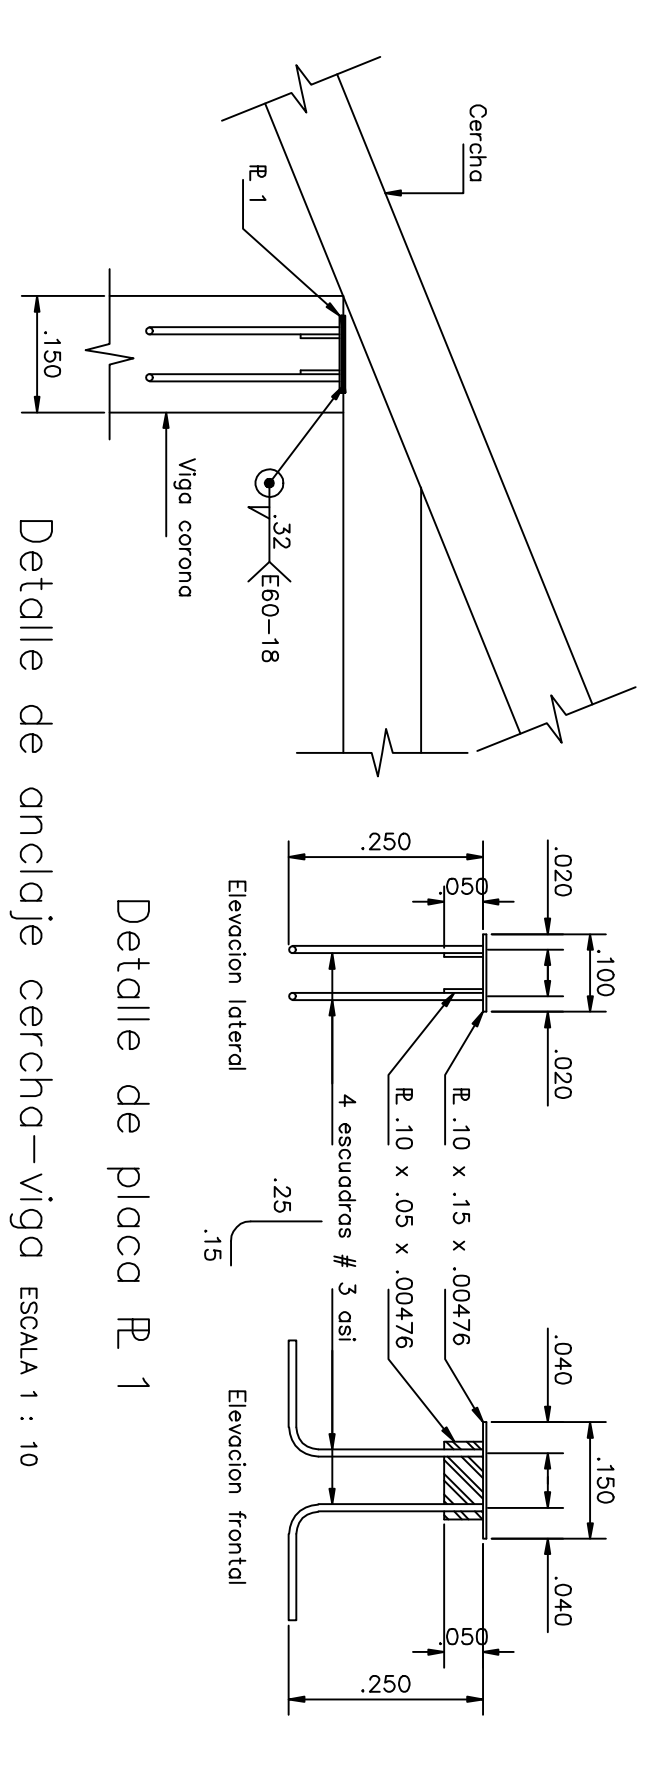 Cercha
PL 1
.150
Viga corona
.32
E60-18
.020
.100
.020
.250
.050
Elevacion lateral
PL .10 x .15 x .00476
PL .10 x .05 x .00476
4 escuadras # 3 asi
.25
.15
.040
.150
.040
.050
.250
Elevacion frontal
Detalle de placa PL 1
Detalle de anclaje cercha-viga ESCALA 1 : 10